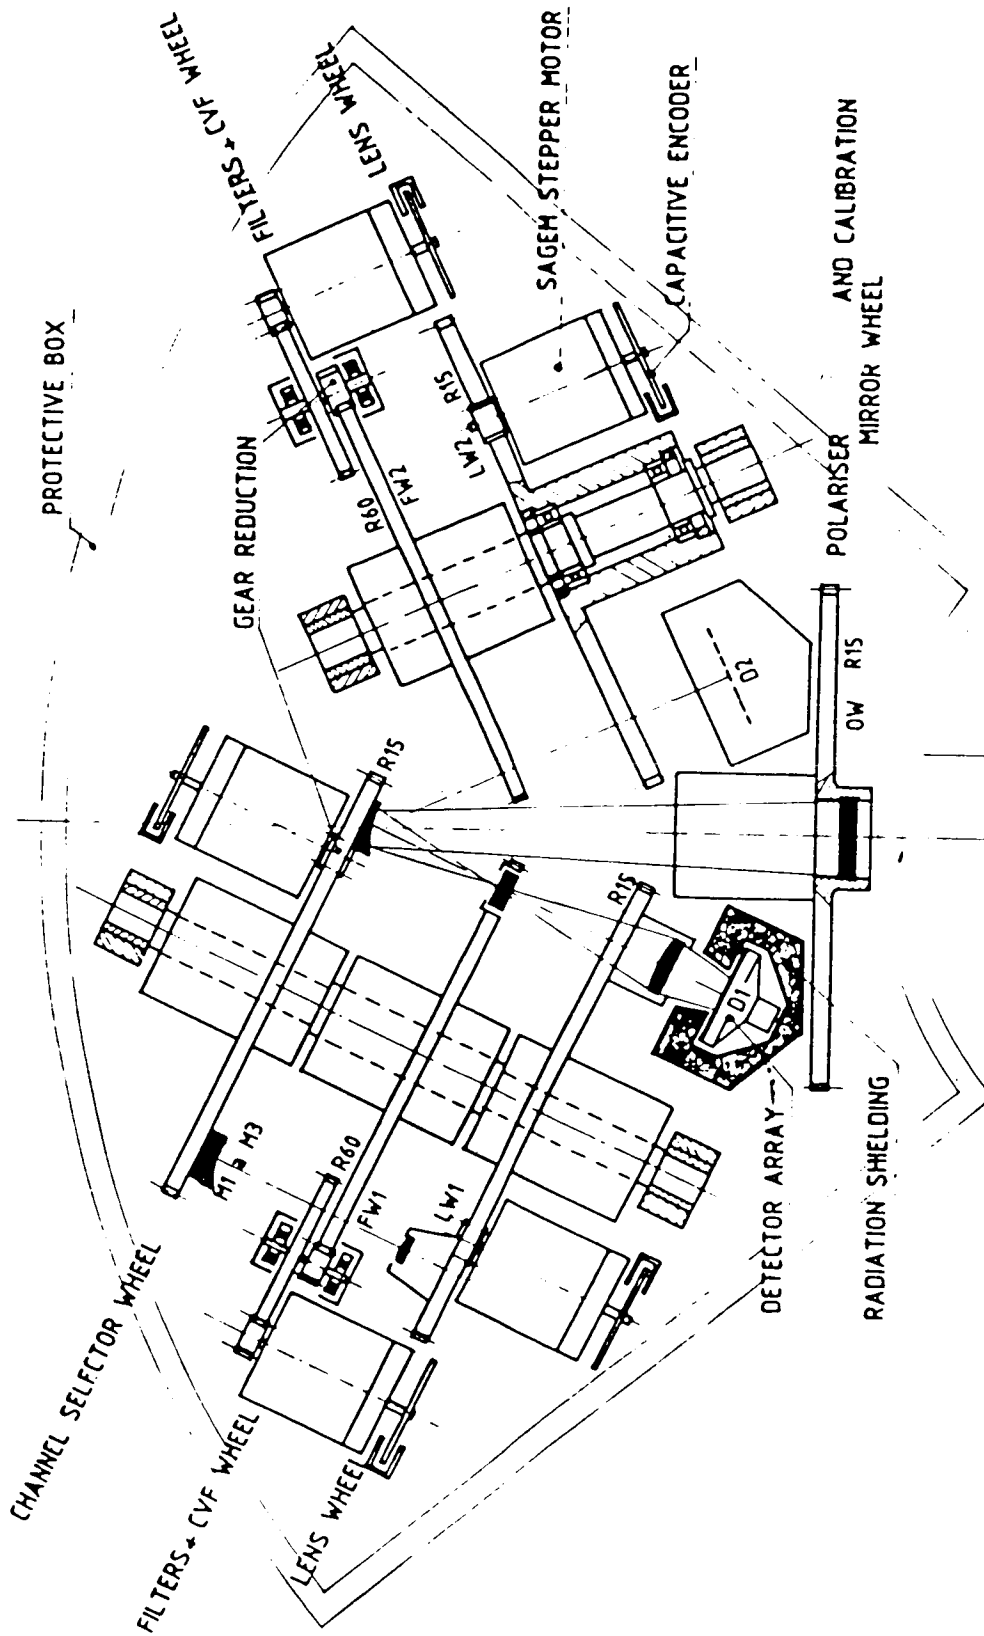 PROTECTIVE BOX
GEAR REDUCTION
FILTERS + CVF WHEEL
LENS WHEEL
SAGEM STEPPER MOTOR
CAPACITIVE ENCODER
POLARISER AND CALIBRATION
MIRROR WHEEL
R60
FW2
LW2
R15
D2
OW R15
R15
R15
M1 M3
R60
FW1
LW1
D1
CHANNEL SELECTOR WHEEL
FILTERS + CVF WHEEL
LENS WHEEL
DETECTOR ARRAY
RADIATION SHIELDING